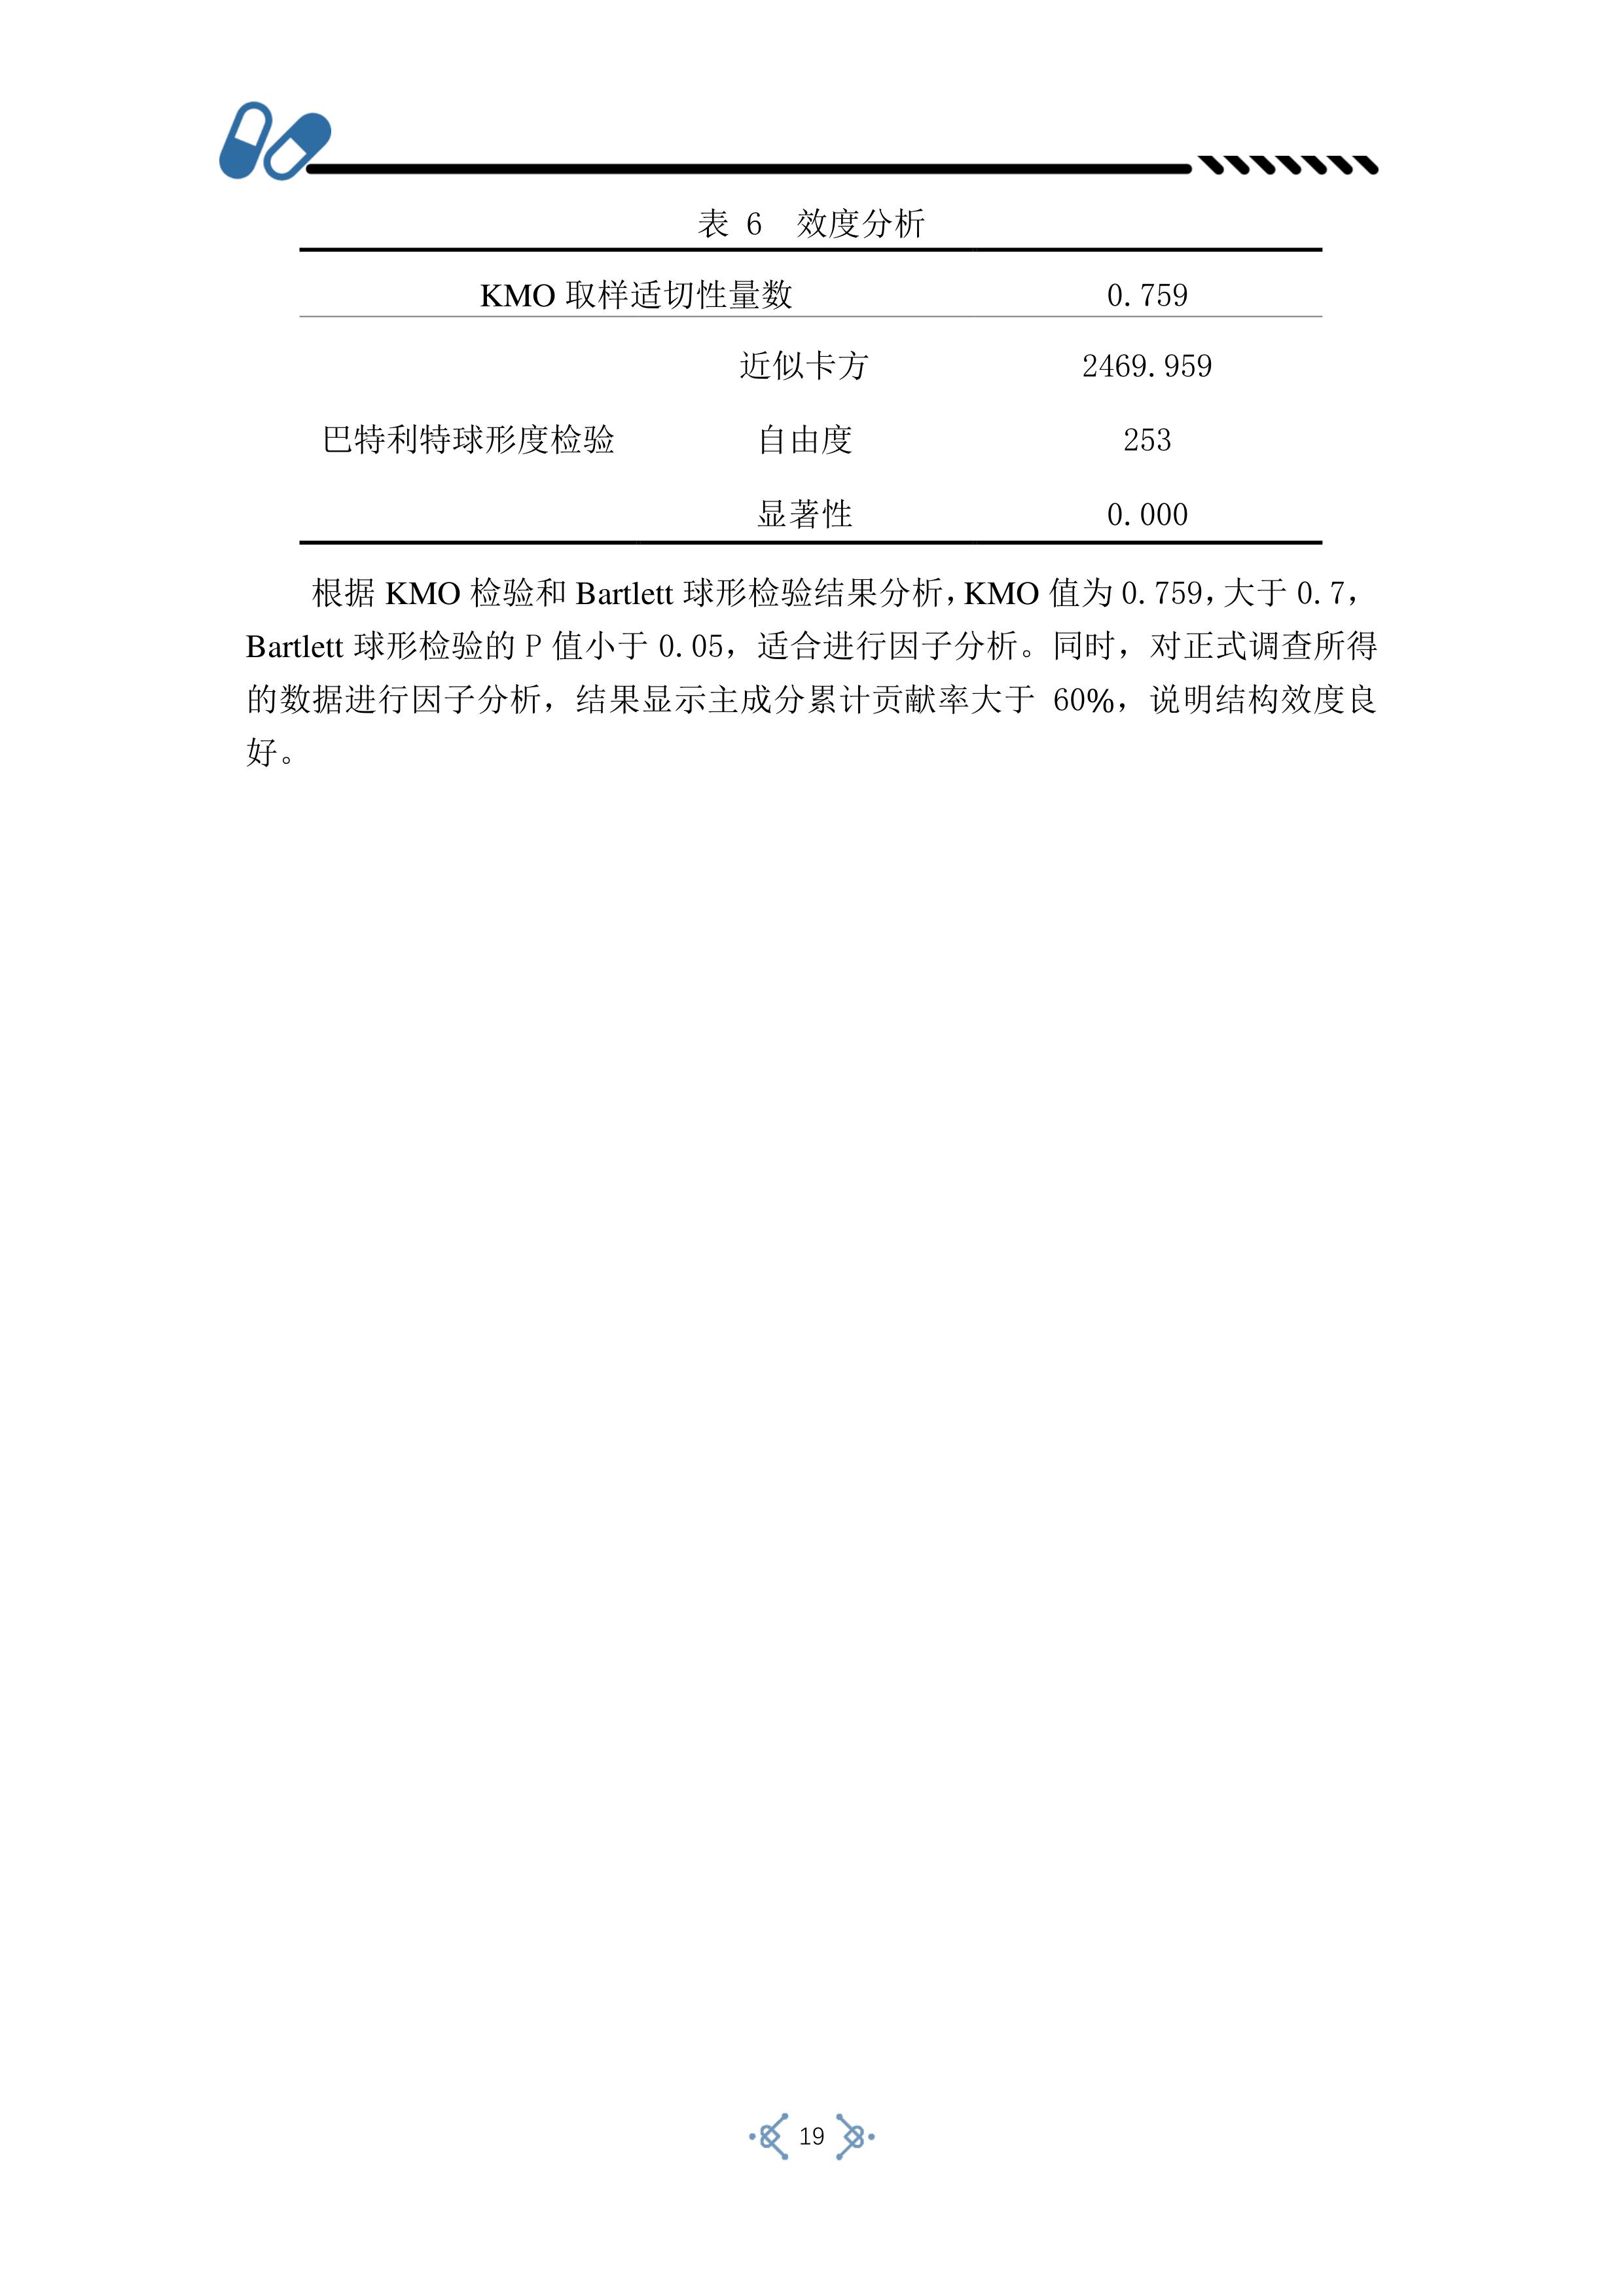 表 6 效度分析
KMO 取样适切性量数 0.759
近似卡方 2469.959
巴特利特球形度检验 自由度 253
显著性 0.000
根据 KMO 检验和 Bartlett 球形检验结果分析，KMO 值为 0.759，大于 0.7，
Bartlett 球形检验的 P 值小于 0.05，适合进行因子分析。同时，对正式调查所得
的数据进行因子分析，结果显示主成分累计贡献率大于 60%，说明结构效度良
好。
19